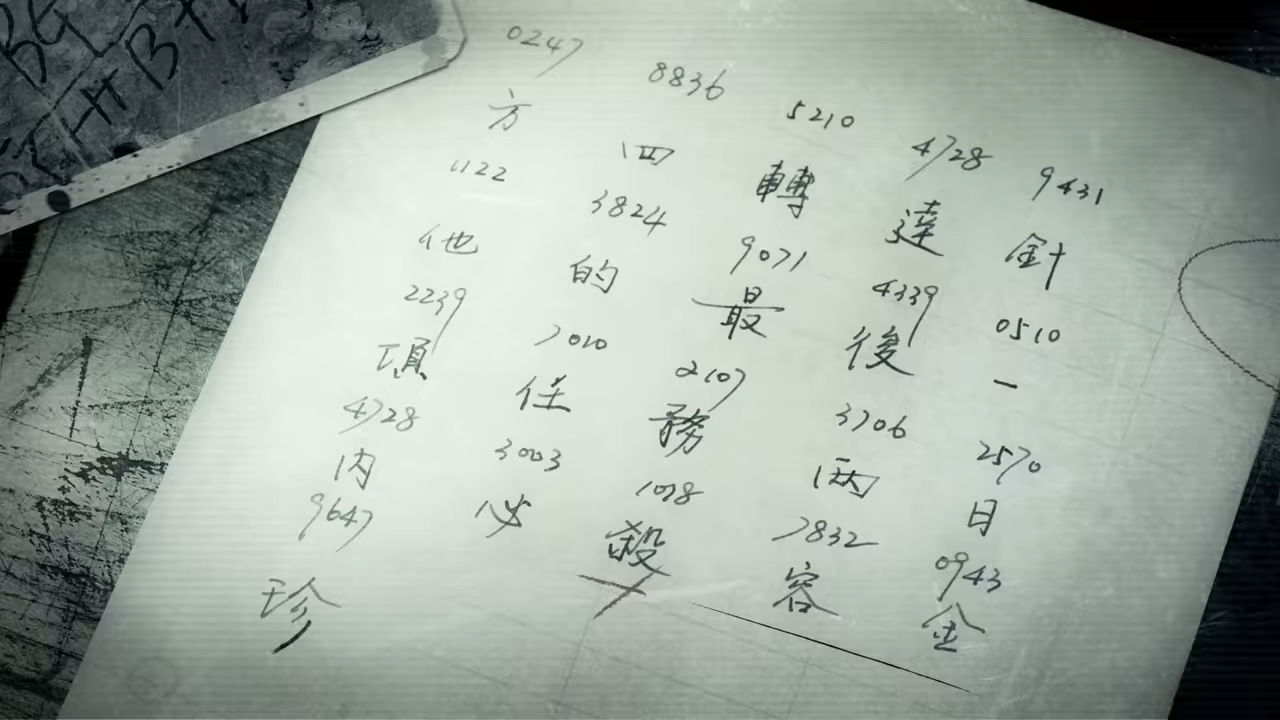 0247 8836 5210 4728 9431
方四轉達針
1122 3824 9071 4339 0510
他的最後一
2239 7010 2107 3706 2570
項任務兩日
4728 3003 1078 7832 0943
內必殺容金
9647
珍